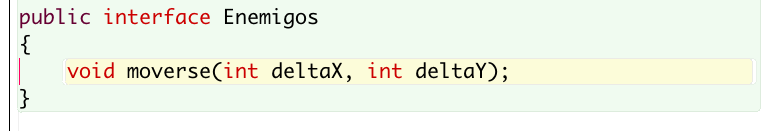 public interface Enemigos
{
    void moverse(int deltaX, int deltaY);
}